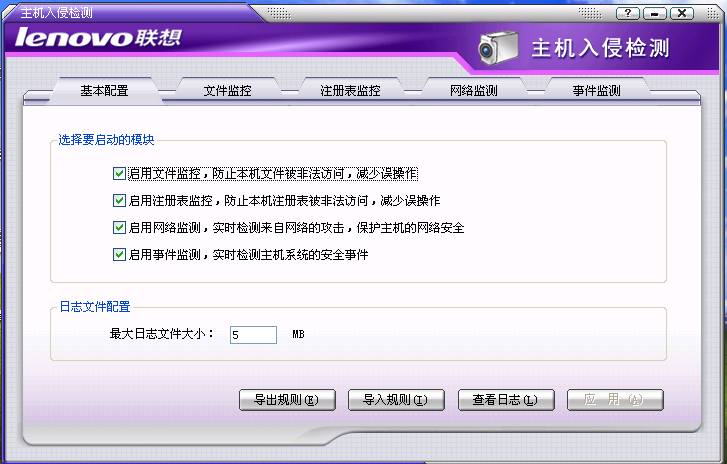 主机入侵检测
lenovo联想
主机入侵检测
基本配置 文件监控 注册表监控 网络监测 事件监测
选择要启动的模块
启用文件监控，防止本机文件被非法访问，减少误操作
启用注册表监控，防止本机注册表被非法访问，减少误操作
启用网络监测，实时检测来自网络的攻击，保护主机的网络安全
启用事件监测，实时检测主机系统的安全事件
日志文件配置
最大日志文件大小： 5 MB
导出规则(E) 导入规则(I) 查看日志(L) 应 用 (A)